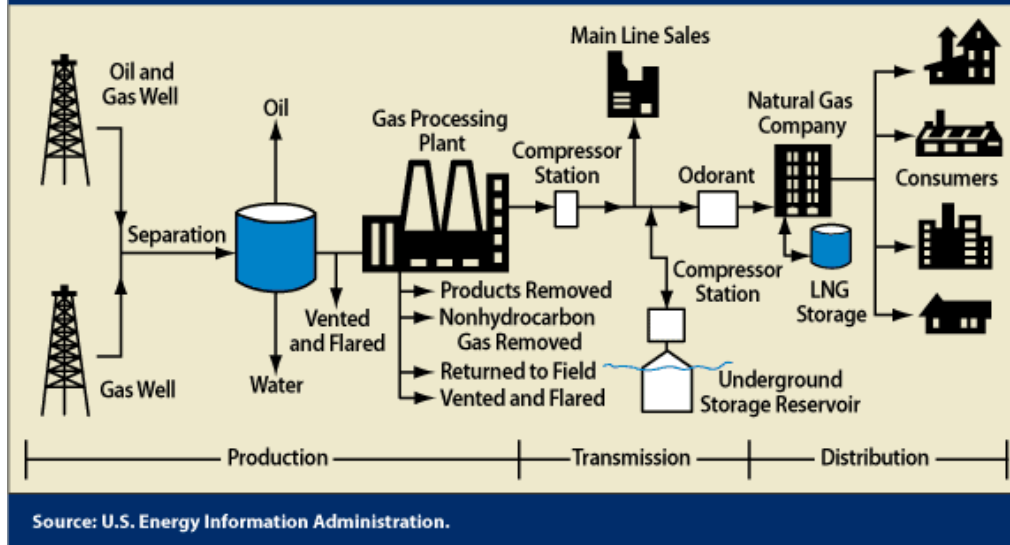 Main Line Sales
Oil and
Gas Well
Oil
Gas Processing
Plant
Compressor
Station
Odorant
Natural Gas
Company
Consumers
Separation
Vented
and Flared
Products Removed
Nonhydrocarbon
Gas Removed
Returned to Field
Vented and Flared
Compressor
Station
LNG
Storage
Gas Well
Water
Underground
Storage Reservoir
Production
Transmission
Distribution
Source: U.S. Energy Information Administration.